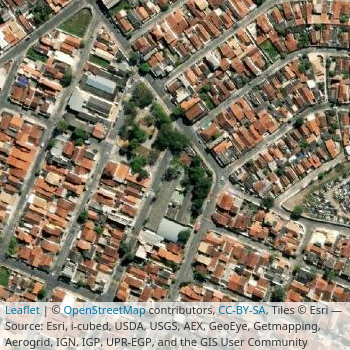 Leaflet | © OpenStreetMap contributors, CC-BY-SA, Tiles © Esri —
Source: Esri, i-cubed, USDA, USGS, AEX, GeoEye, Getmapping,
Aerogrid, IGN, IGP, UPR-EGP, and the GIS User Community